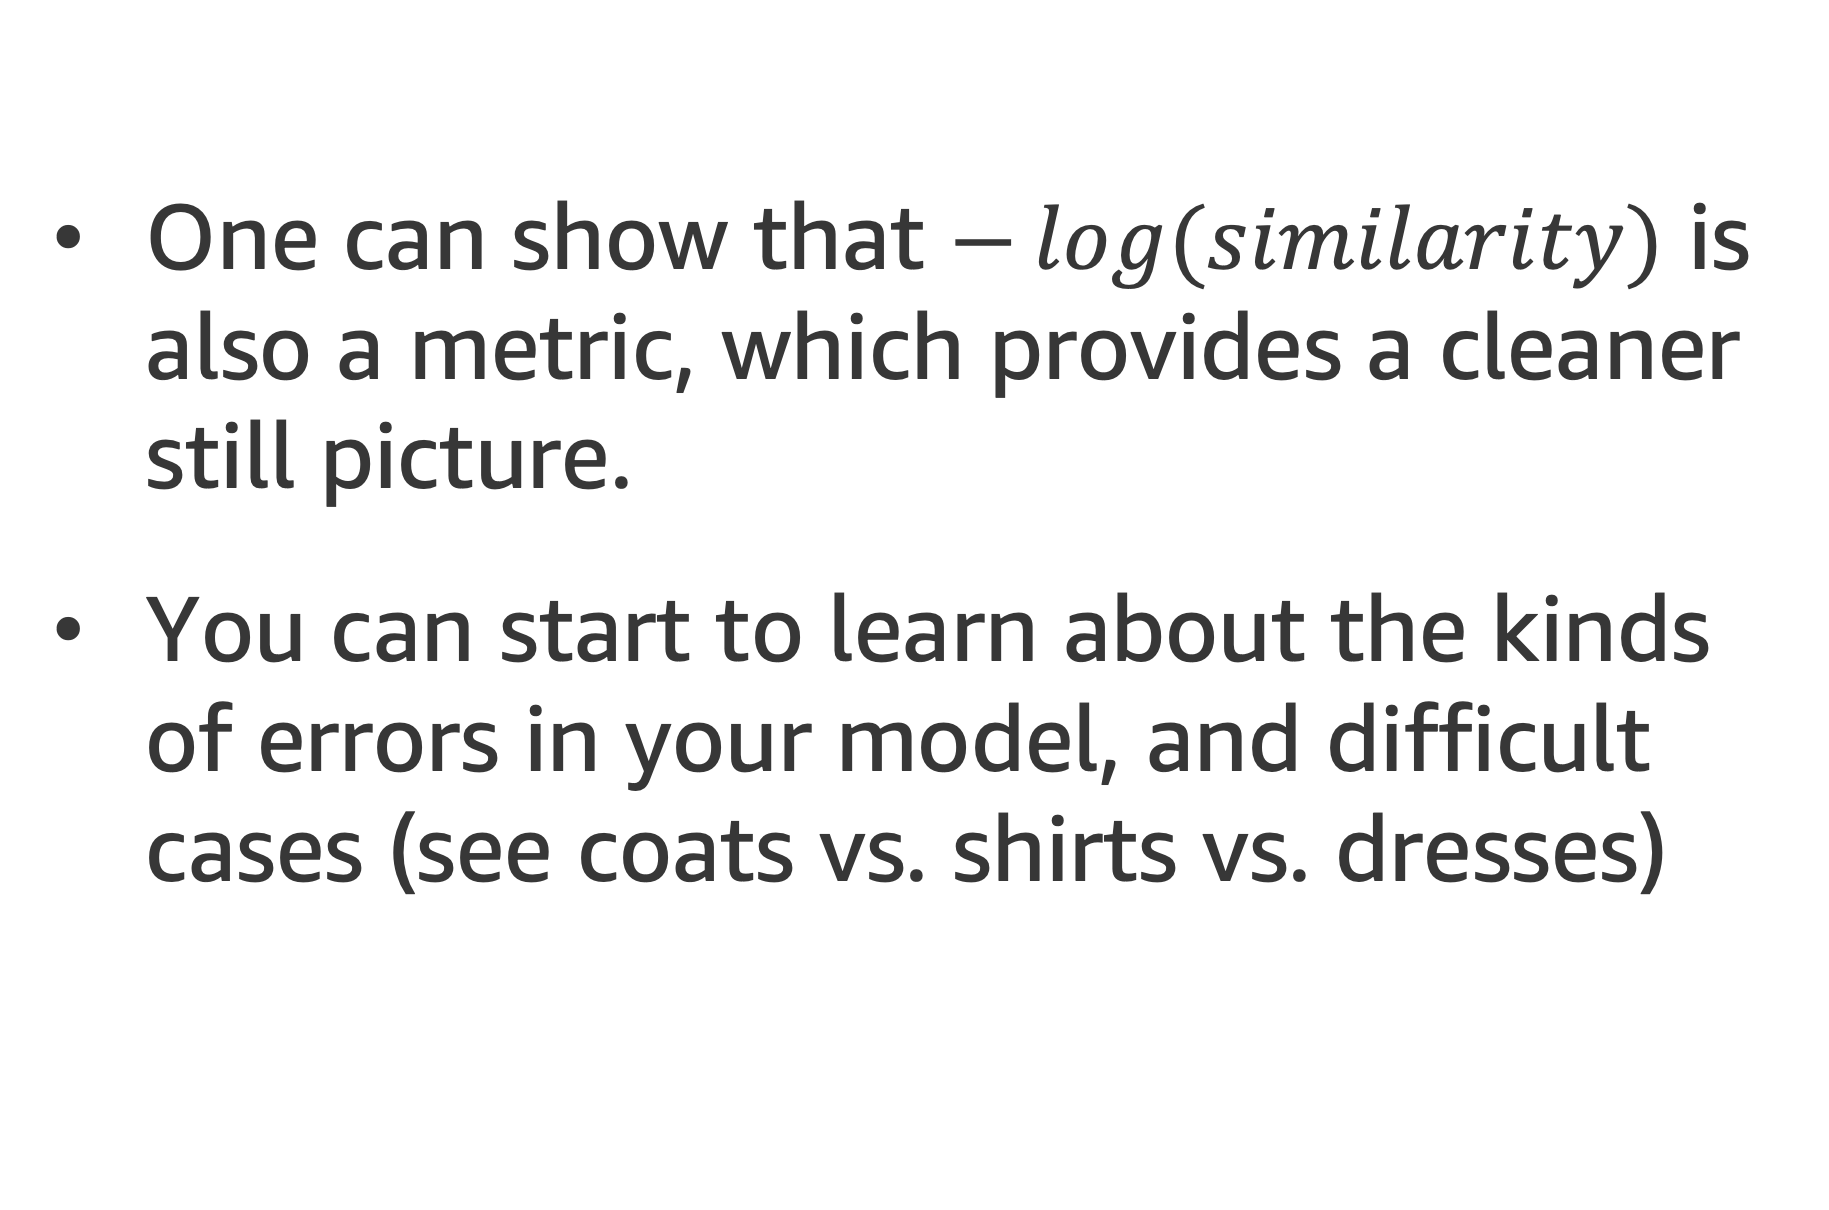 • One can show that − log(similarity) is
also a metric, which provides a cleaner
still picture.
• You can start to learn about the kinds
of errors in your model, and difficult
cases (see coats vs. shirts vs. dresses)